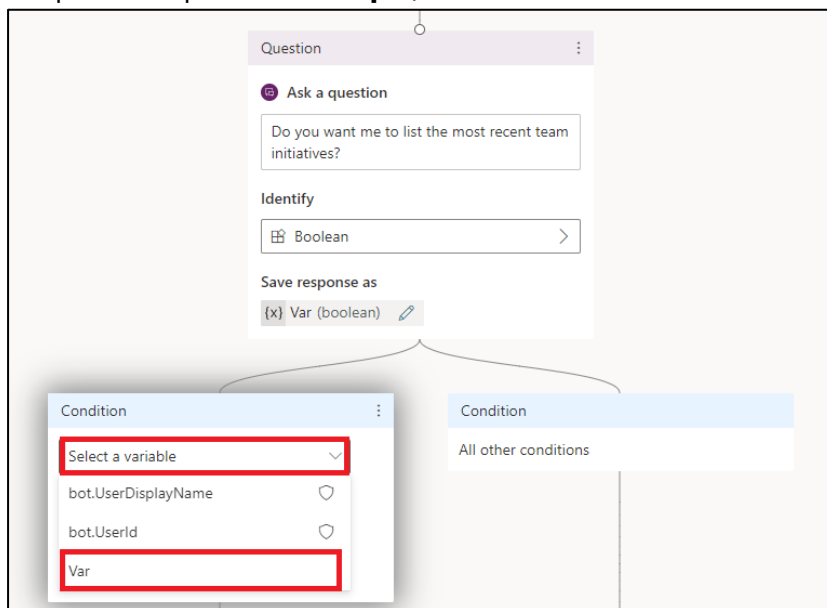 Question
Ask a question
Do you want me to list the most recent team
initiatives?
Identify
Boolean
Save response as
{x} Var (boolean)
Condition
Select a variable
bot.UserDisplayName
bot.UserId
Var
Condition
All other conditions